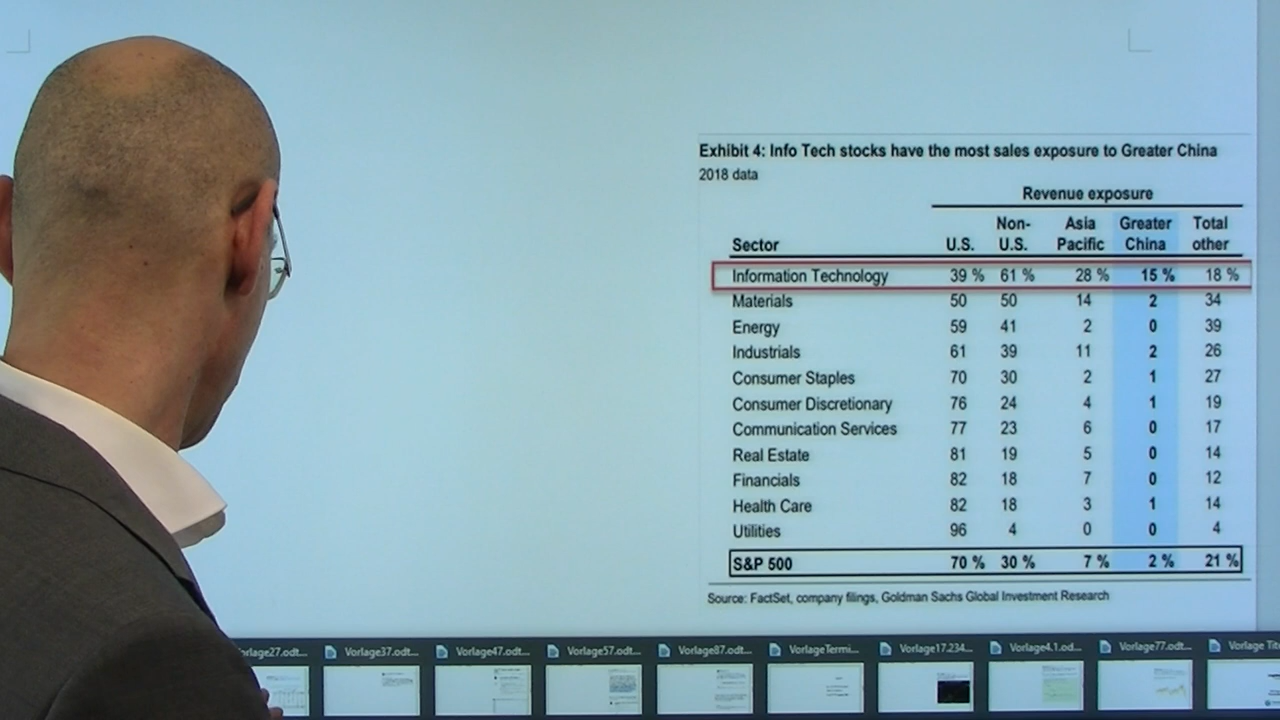 Exhibit 4: Info Tech stocks have the most sales exposure to Greater China
2018 data
Revenue exposure
Sector U.S. Non-U.S. Asia Pacific Greater China Total other
Information Technology 39 % 61 % 28 % 15 % 18 %
Materials 50 50 14 2 34
Energy 59 41 2 0 39
Industrials 61 39 11 2 26
Consumer Staples 70 30 2 1 27
Consumer Discretionary 76 24 4 1 19
Communication Services 77 23 6 0 17
Real Estate 81 19 5 0 14
Financials 82 18 7 0 12
Health Care 82 18 3 1 14
Utilities 96 4 0 0 4
S&P 500 70 % 30 % 7 % 2 % 21 %
Source: FactSet, company filings, Goldman Sachs Global Investment Research
orlage27.odt... Vorlage37.odt... Vorlage47.odt... Vorlage57.odt... Vorlage87.odt... VorlageTermi... Vorlage17.234... Vorlage4.1.od... Vorlage77.odt... Vorlage Tit